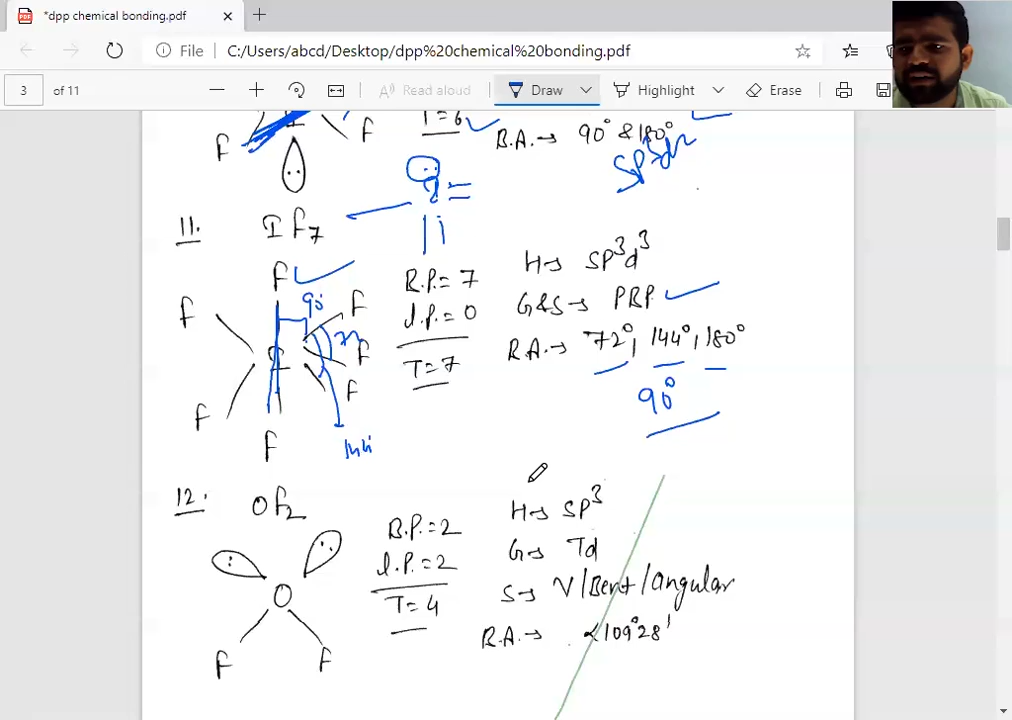 *dpp chemical bonding.pdf
File C:/Users/abcd/Desktop/dpp%20chemical%20bonding.pdf
3 of 11 Read aloud Draw Highlight Erase
F F T=6 B.A.→ 90° & 180°
SP3d2
11. If7
F
90°
F F 72 F F
I
F F
144
B.P.=7
l.P.=0
T=7
H→ SP³d³
G&S→ PBP
B.A.→ 72°, 144°, 180°
90°
12. Of2
O
F F
B.P.=2
l.P.=2
T=4
H→ SP³
G→ Td
S→ V/Bent/angular
B.A.→ <109°28'